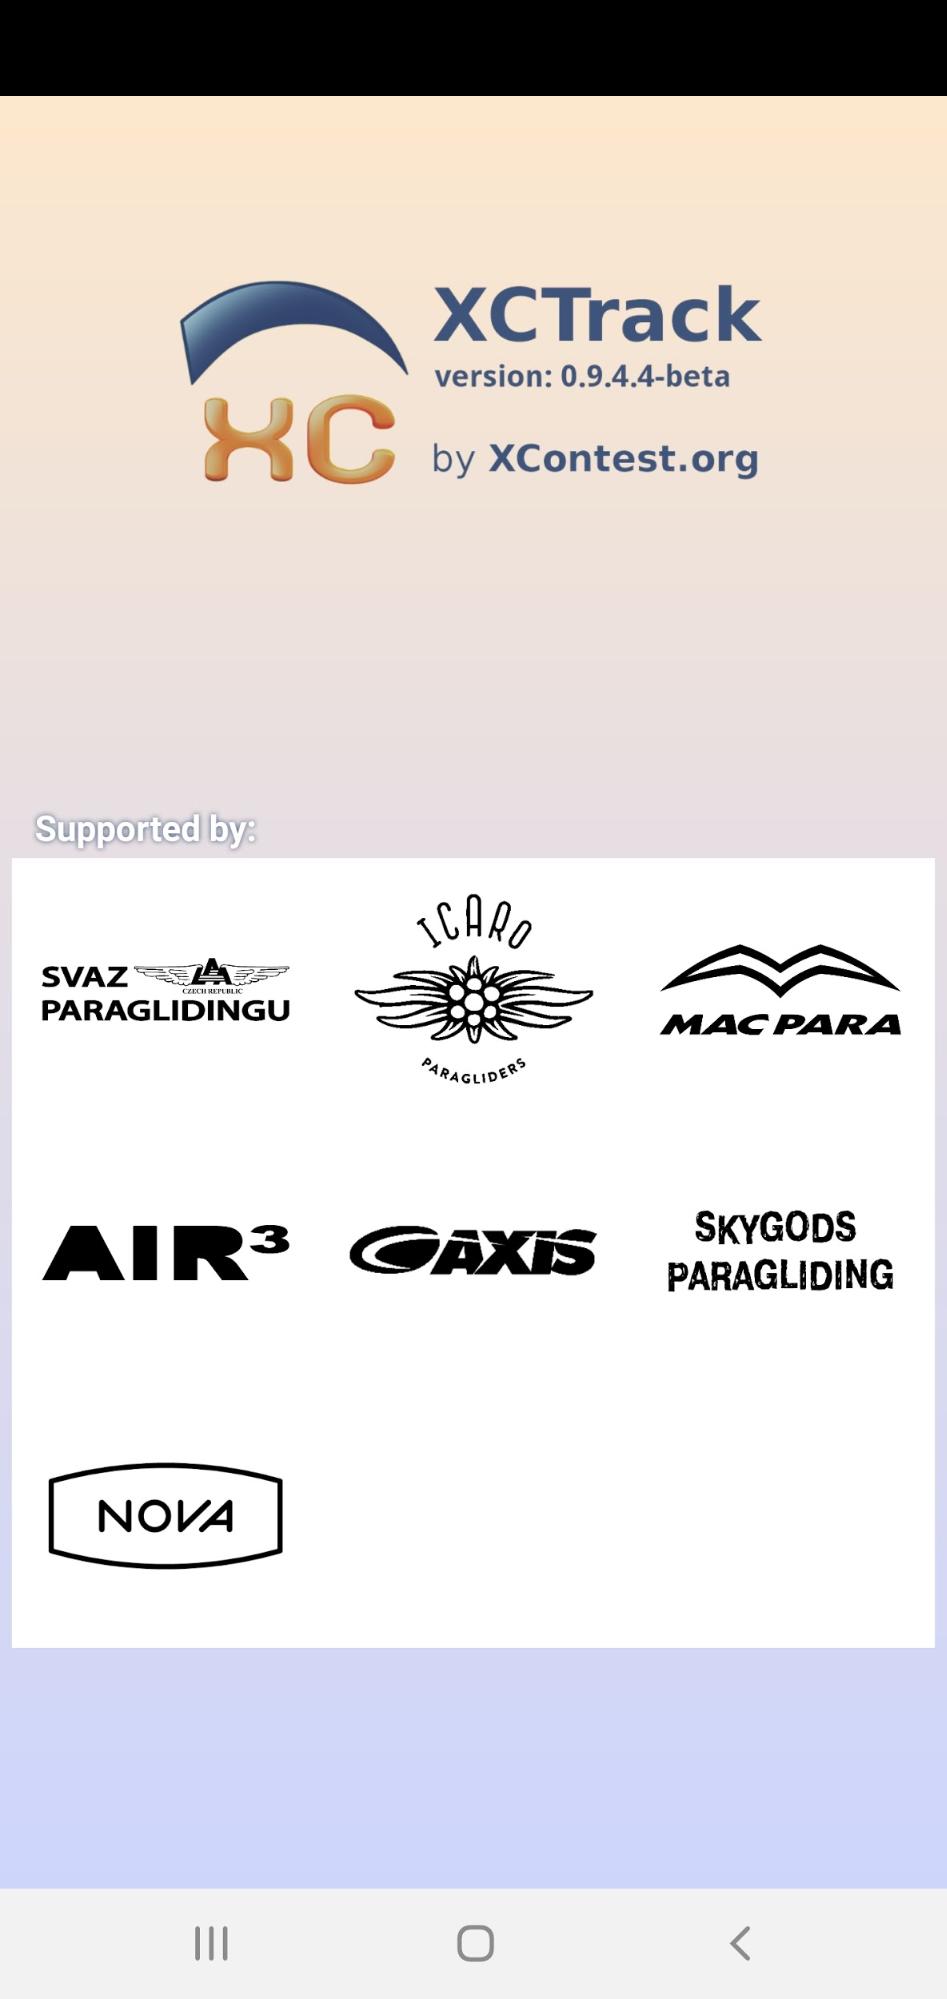 XCTrack
version: 0.9.4.4-beta
XC
by XContest.org
Supported by:
SVAZ
CZECH REPUBLIC
PARAGLIDINGU
ICARO
PARAGLIDERS
MAC PARA
AIR³
AXIS
SKYGODS
PARAGLIDING
NOVA